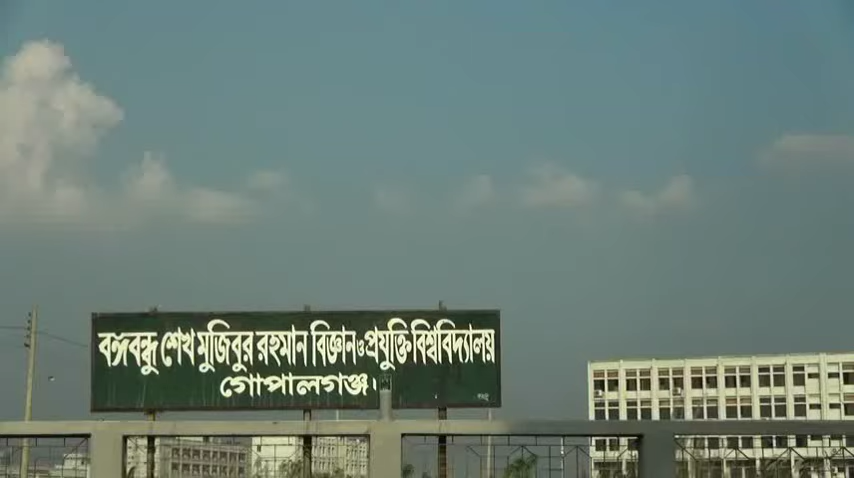 বঙ্গবন্ধু শেখ মুজিবুর রহমান বিজ্ঞান ও প্রযুক্তি বিশ্ববিদ্যালয়
গোপালগঞ্জ।